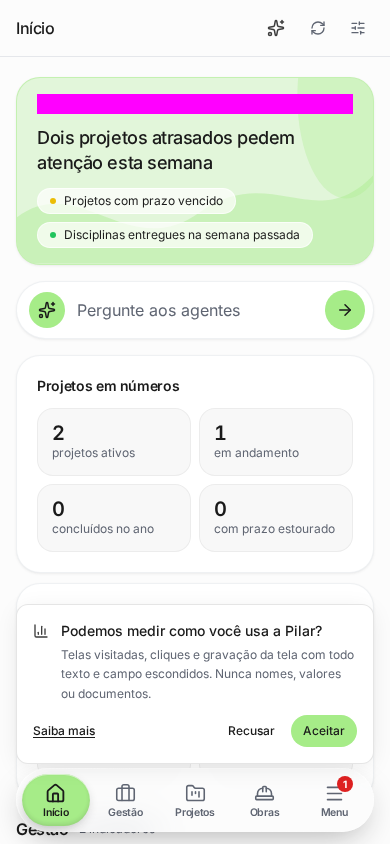 Início
Dois projetos atrasados pedem
atenção esta semana
Projetos com prazo vencido
Disciplinas entregues na semana passada
Pergunte aos agentes
Projetos em números
2
projetos ativos
1
em andamento
0
concluídos no ano
0
com prazo estourado
Podemos medir como você usa a Pilar?
Telas visitadas, cliques e gravação da tela com todo
texto e campo escondidos. Nunca nomes, valores
ou documentos.
Saiba mais
Recusar
Aceitar
1
Início
Gestão
Projetos
Obras
Menu
Gestão